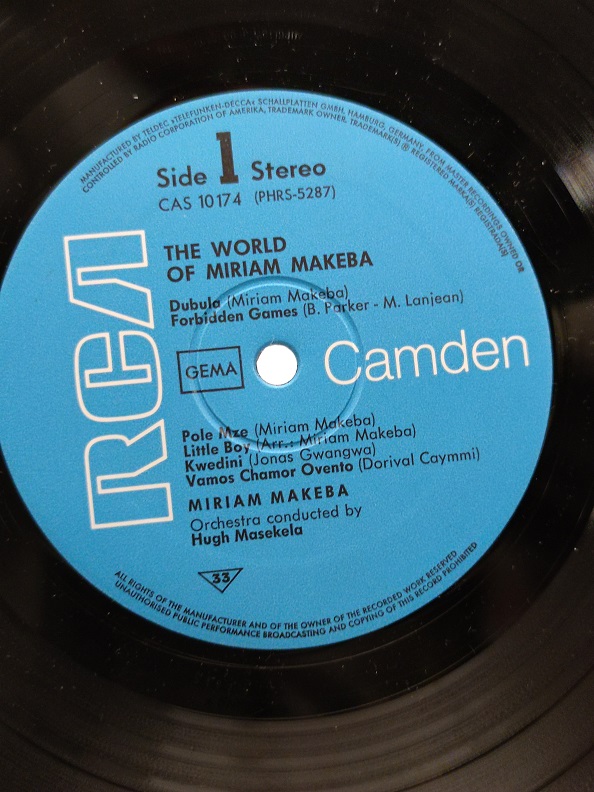 MANUFACTURED BY TELDEC »TELEFUNKEN-DECCA« SCHALLPLATTEN GMBH, HAMBURG, GERMANY, FROM MASTER RECORDINGS OWNED OR
CONTROLLED BY RADIO CORPORATION OF AMERICA, TRADEMARK OWNER. TRADEMARK(S) ® REGISTERED MARKA(S) REGISTRADA(S)
Side 1 Stereo
CAS 10174 (PHRS-5287)
RCA
THE WORLD
OF MIRIAM MAKEBA
Dubula (Miriam Makeba)
Forbidden Games (B. Parker - M. Lanjean)
GEMA
Camden
Pole Mze (Miriam Makeba)
Little Boy (Arr.: Miriam Makeba)
Kwedini (Jonas Gwangwa)
Vamos Chamor Ovento (Dorival Caymmi)
MIRIAM MAKEBA
Orchestra conducted by
Hugh Masekela
33
ALL RIGHTS OF THE MANUFACTURER AND OF THE OWNER OF THE RECORDED WORK RESERVED
UNAUTHORISED PUBLIC PERFORMANCE BROADCASTING AND COPYING OF THIS RECORD PROHIBITED